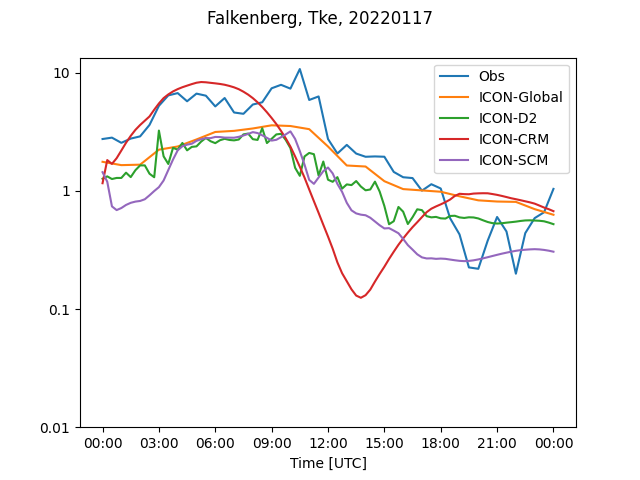 Falkenberg, Tke, 20220117
Obs
ICON-Global
ICON-D2
ICON-CRM
ICON-SCM
10
1
0.1
0.01
00:00 03:00 06:00 09:00 12:00 15:00 18:00 21:00 00:00
Time [UTC]